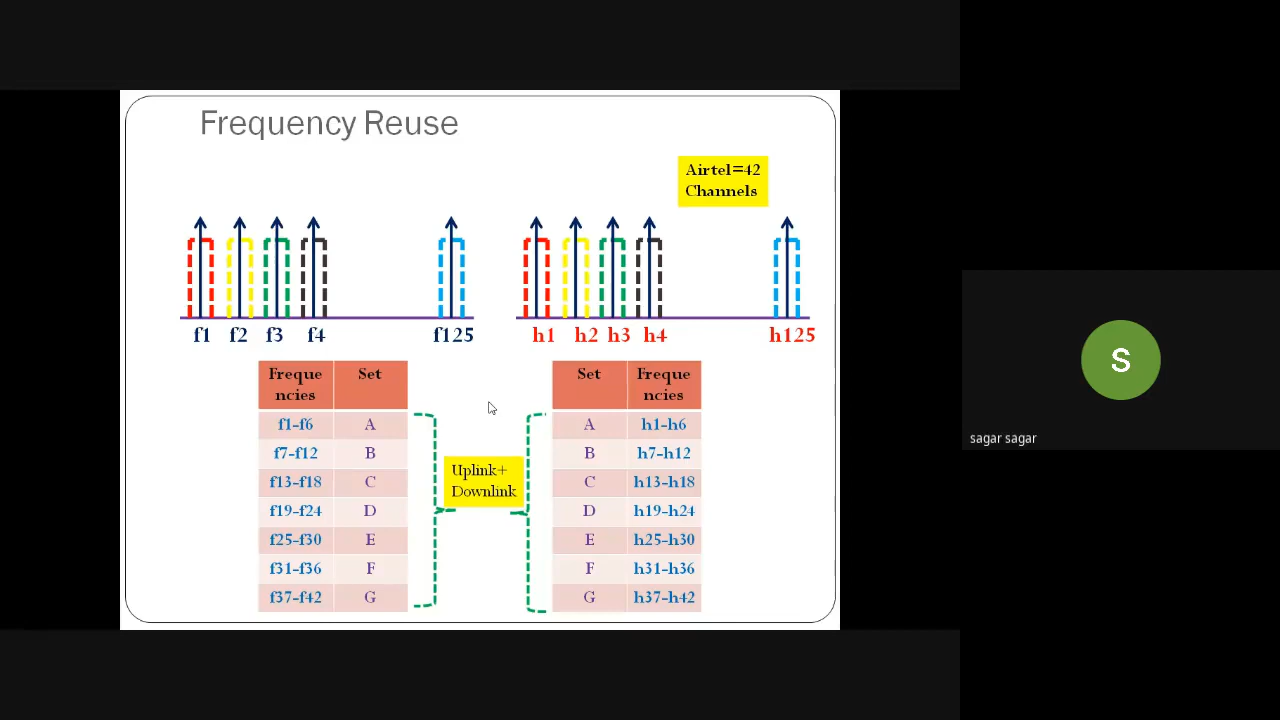 Frequency Reuse
Airtel=42
Channels
f1 f2 f3 f4 f125 h1 h2 h3 h4 h125
Freque
ncies
Set
f1-f6 A
f7-f12 B
f13-f18 C
f19-f24 D
f25-f30 E
f31-f36 F
f37-f42 G
Uplink+
Downlink
Set
Freque
ncies
A h1-h6
B h7-h12
C h13-h18
D h19-h24
E h25-h30
F h31-h36
G h37-h42
S
sagar sagar